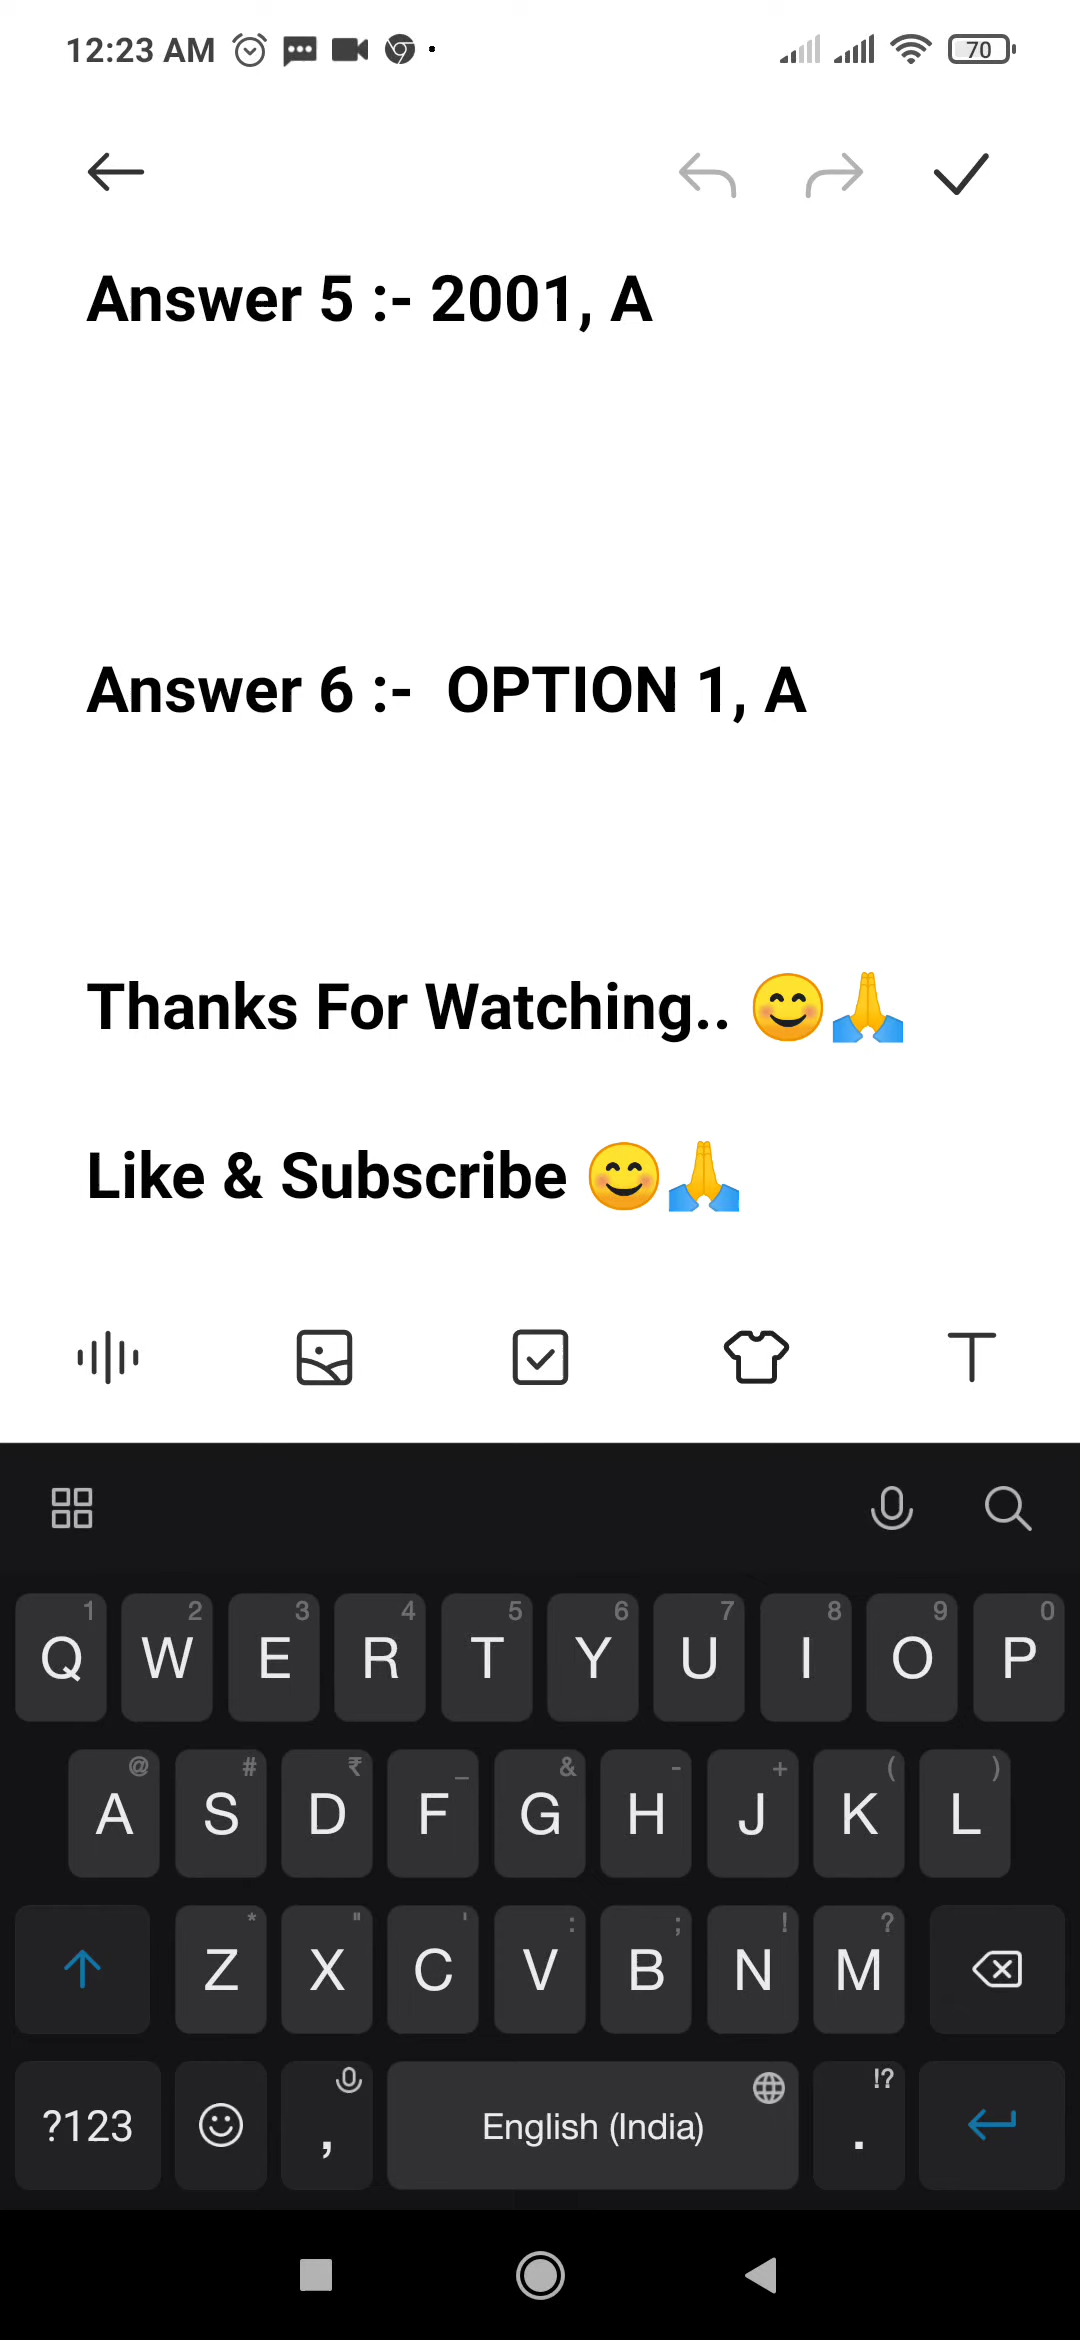 12:23 AM
70
Answer 5 :- 2001, A
Answer 6 :- OPTION 1, A
Thanks For Watching.. 😊🙏
Like & Subscribe 😊🙏
1 2 3 4 5 6 7 8 9 0
Q W E R T Y U I O P
@ # ₹ _ & - + ( )
A S D F G H J K L
* " ' : ; ! ?
Z X C V B N M
!?
?123 , English (India) .